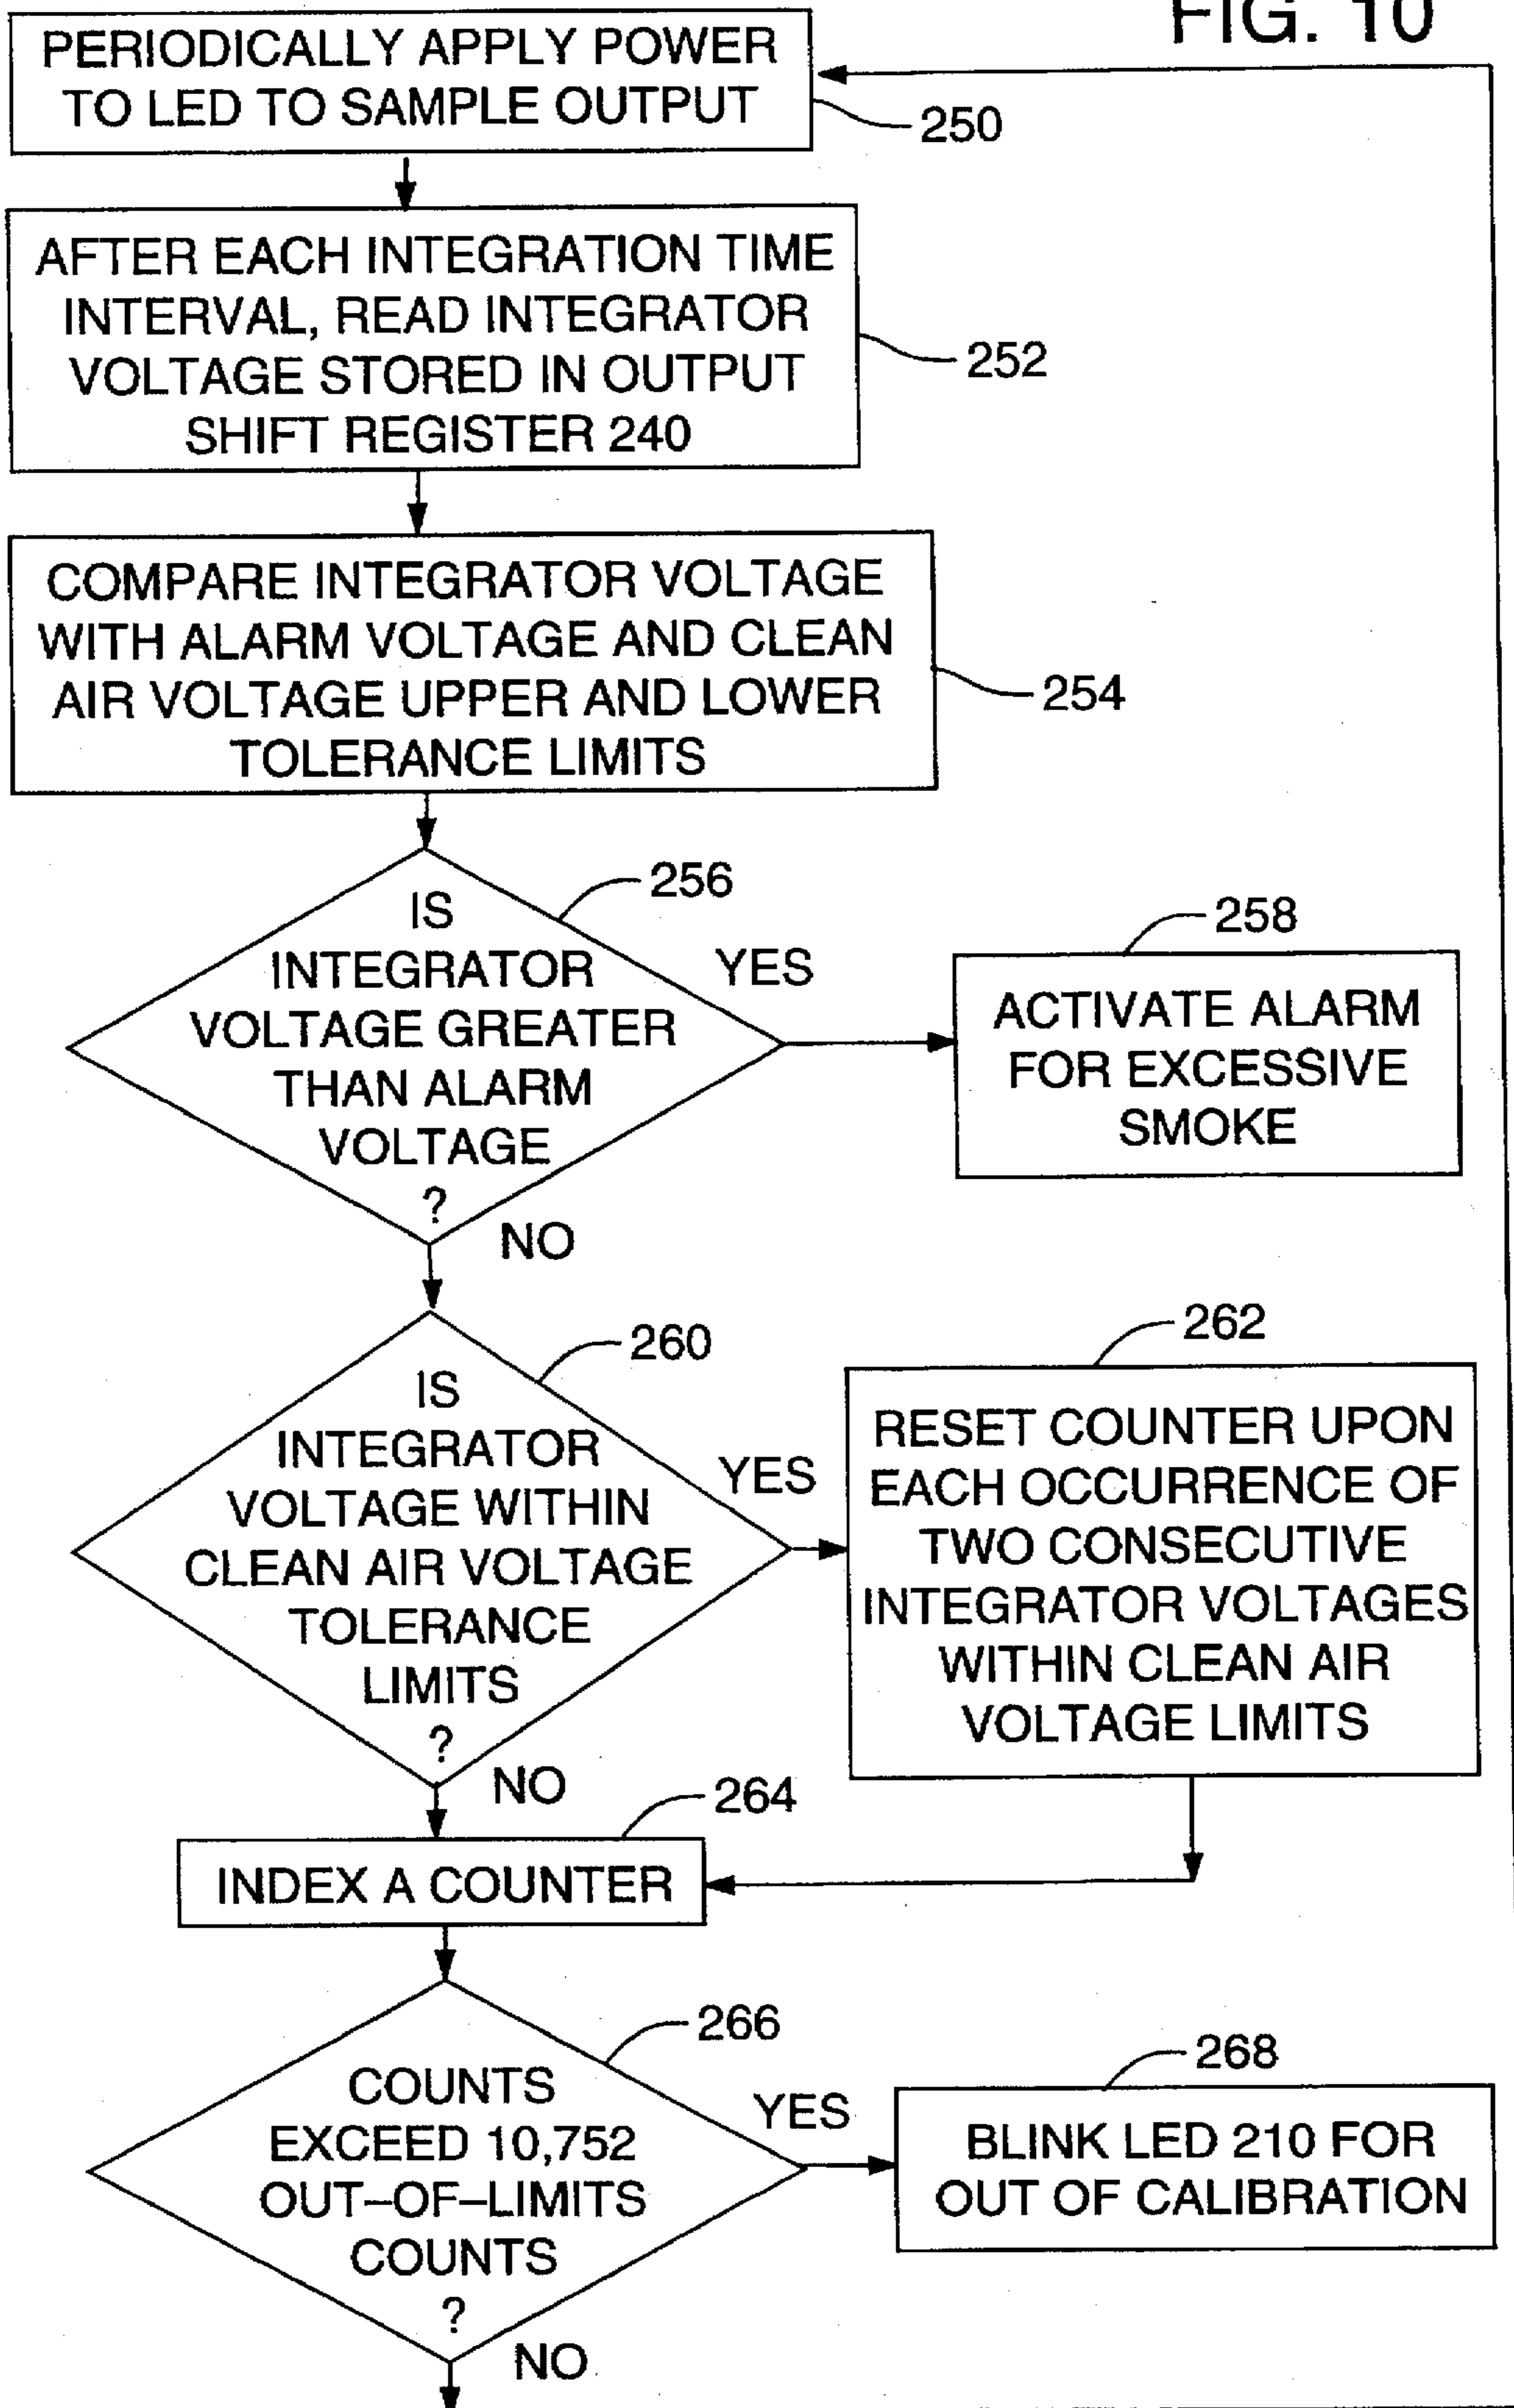 FIG. 10
PERIODICALLY APPLY POWER
TO LED TO SAMPLE OUTPUT
250
AFTER EACH INTEGRATION TIME
INTERVAL, READ INTEGRATOR
VOLTAGE STORED IN OUTPUT
SHIFT REGISTER 240
252
COMPARE INTEGRATOR VOLTAGE
WITH ALARM VOLTAGE AND CLEAN
AIR VOLTAGE UPPER AND LOWER
TOLERANCE LIMITS
254
IS
INTEGRATOR
VOLTAGE GREATER
THAN ALARM
VOLTAGE
?
256
YES
NO
258
ACTIVATE ALARM
FOR EXCESSIVE
SMOKE
IS
INTEGRATOR
VOLTAGE WITHIN
CLEAN AIR VOLTAGE
TOLERANCE
LIMITS
?
260
YES
NO
262
RESET COUNTER UPON
EACH OCCURRENCE OF
TWO CONSECUTIVE
INTEGRATOR VOLTAGES
WITHIN CLEAN AIR
VOLTAGE LIMITS
264
INDEX A COUNTER
COUNTS
EXCEED 10,752
OUT–OF–LIMITS
COUNTS
?
266
YES
NO
268
BLINK LED 210 FOR
OUT OF CALIBRATION